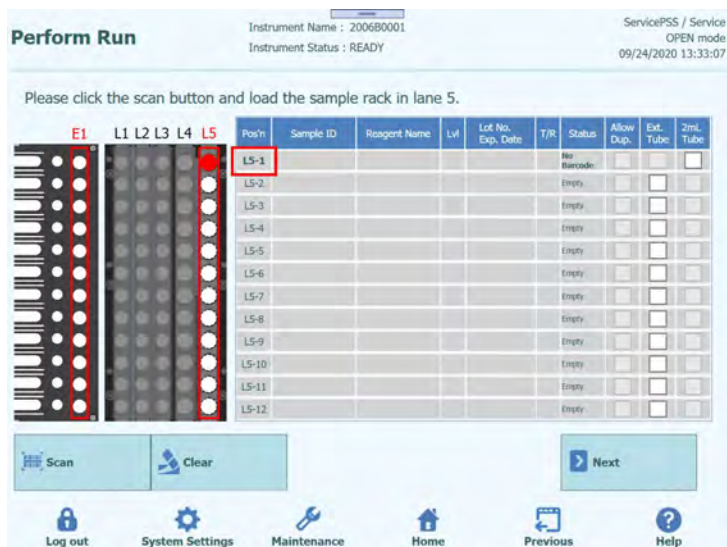 Perform Run
Instrument Name : 2006B0001
Instrument Status : READY
ServicePSS / Service
OPEN mode
09/24/2020 13:33:07
Please click the scan button and load the sample rack in lane 5.
E1 L1 L2 L3 L4 L5
Pos'n Sample ID Reagent Name Lvl Lot No. Exp. Date T/R Status Allow Dup. Ext. Tube 2mL Tube
L5-1 No Barcode
L5-2 Empty
L5-3 Empty
L5-4 Empty
L5-5 Empty
L5-6 Empty
L5-7 Empty
L5-8 Empty
L5-9 Empty
L5-10 Empty
L5-11 Empty
L5-12 Empty
Scan Clear Next
Log out System Settings Maintenance Home Previous Help